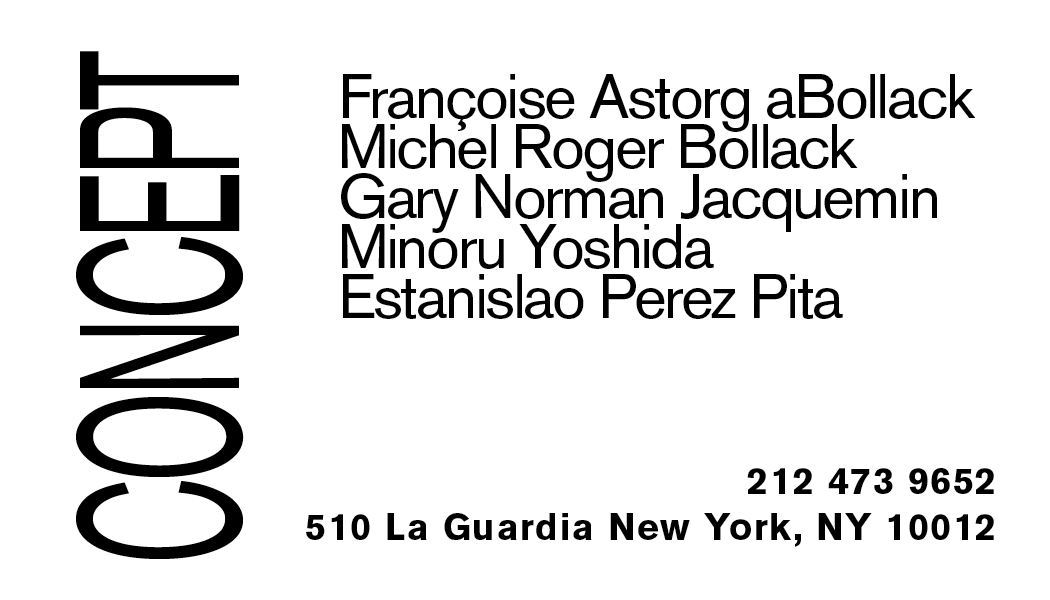 CONCEPT
Françoise Astorg aBollack
Michel Roger Bollack
Gary Norman Jacquemin
Minoru Yoshida
Estanislao Perez Pita
212 473 9652
510 La Guardia New York, NY 10012